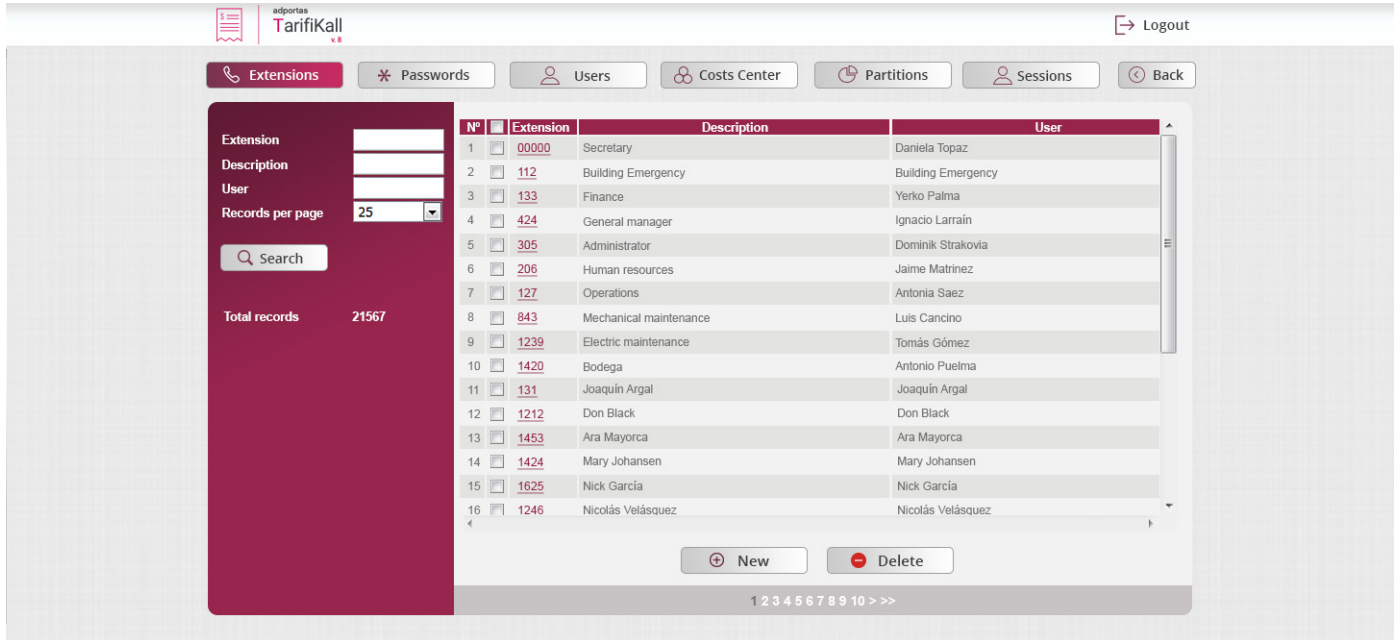 adportas
TarifiKall
v. 8
Logout
Extensions
Passwords
Users
Costs Center
Partitions
Sessions
Back
Extension
Description
User
Records per page 25
Search
Total records 21567
Nº Extension Description User
1 00000 Secretary Daniela Topaz
2 112 Building Emergency Building Emergency
3 133 Finance Yerko Palma
4 424 General manager Ignacio Larraín
5 305 Administrator Dominik Strakovia
6 206 Human resources Jaime Matrinez
7 127 Operations Antonia Saez
8 843 Mechanical maintenance Luis Cancino
9 1239 Electric maintenance Tomás Gómez
10 1420 Bodega Antonio Puelma
11 131 Joaquín Argal Joaquín Argal
12 1212 Don Black Don Black
13 1453 Ara Mayorca Ara Mayorca
14 1424 Mary Johansen Mary Johansen
15 1625 Nick García Nick García
16 1246 Nicolás Velásquez Nicolás Velásquez
New
Delete
1 2 3 4 5 6 7 8 9 10 > >>